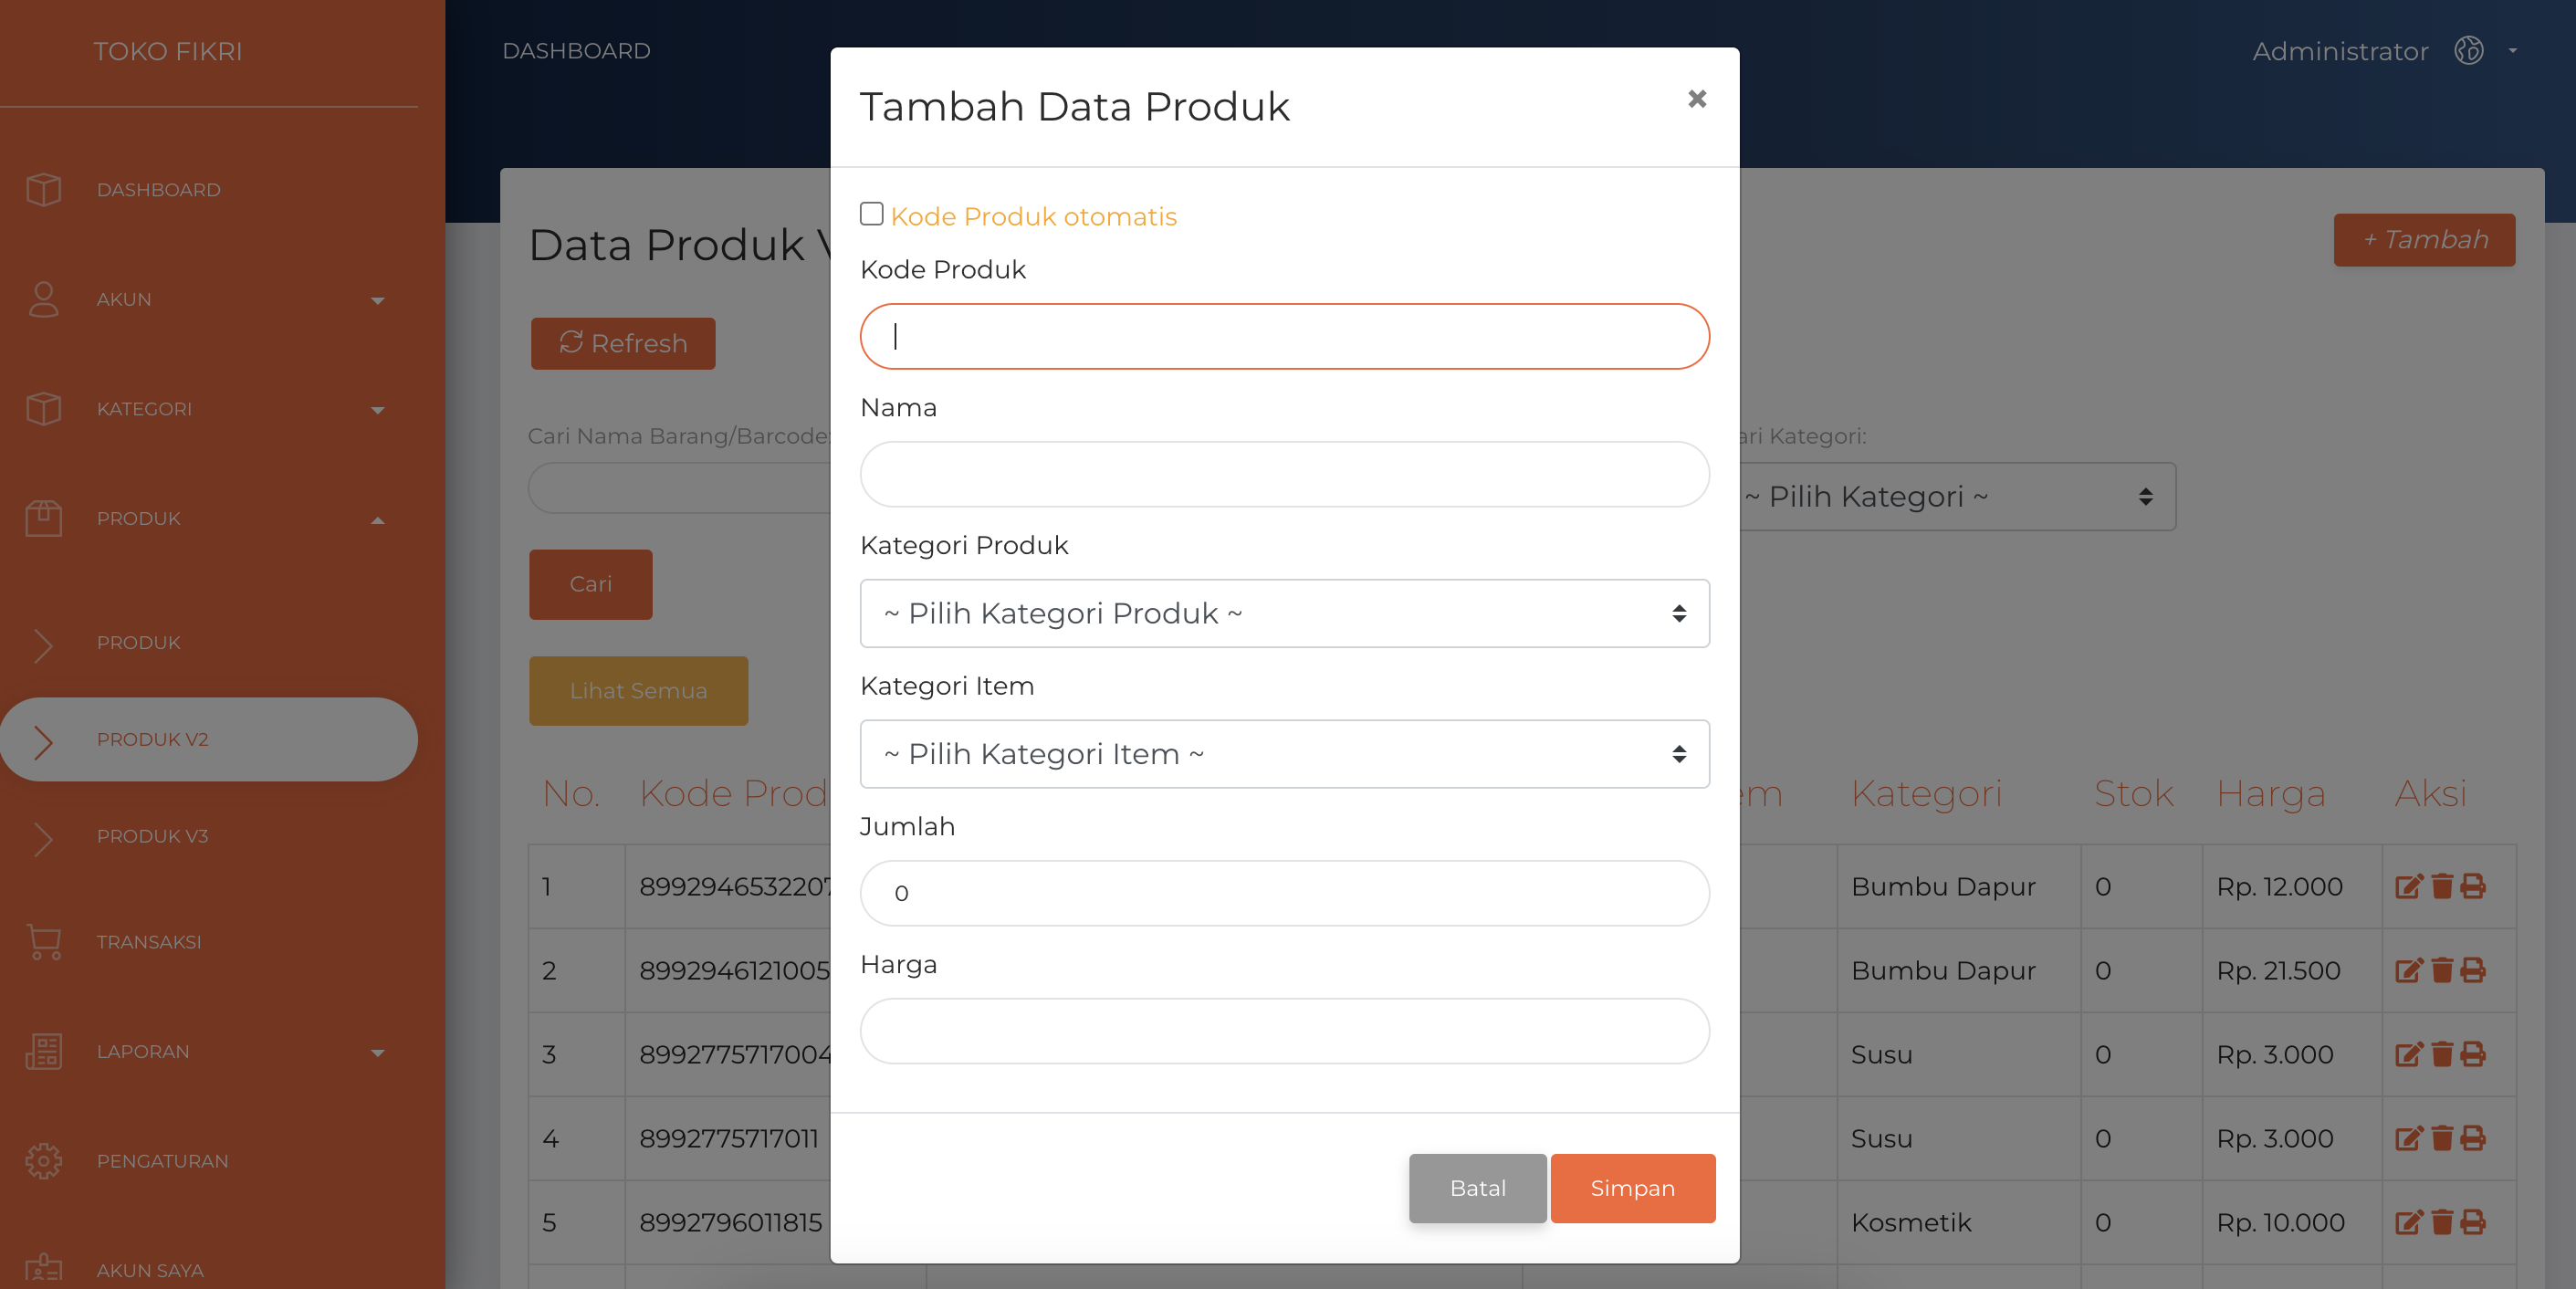 TOKO FIKRI
DASHBOARD
AKUN
KATEGORI
PRODUK
PRODUK
PRODUK V2
PRODUK V3
TRANSAKSI
LAPORAN
PENGATURAN
AKUN SAYA
DASHBOARD
Administrator
Data Produk
+ Tambah
Refresh
Cari Nama Barang/Barcode:
Kategori:
~ Pilih Kategori ~
Cari
Lihat Semua
No. Kode Kategori Stok Harga Aksi
1 8992946532207 Bumbu Dapur 0 Rp. 12.000
2 8992946121005 Bumbu Dapur 0 Rp. 21.500
3 8992775717004 Susu 0 Rp. 3.000
4 8992775717011 Susu 0 Rp. 3.000
5 8992796011815 Kosmetik 0 Rp. 10.000
Tambah Data Produk
×
Kode Produk otomatis
Kode Produk
Nama
Kategori Produk
~ Pilih Kategori Produk ~
Kategori Item
~ Pilih Kategori Item ~
Jumlah
0
Harga
Batal
Simpan